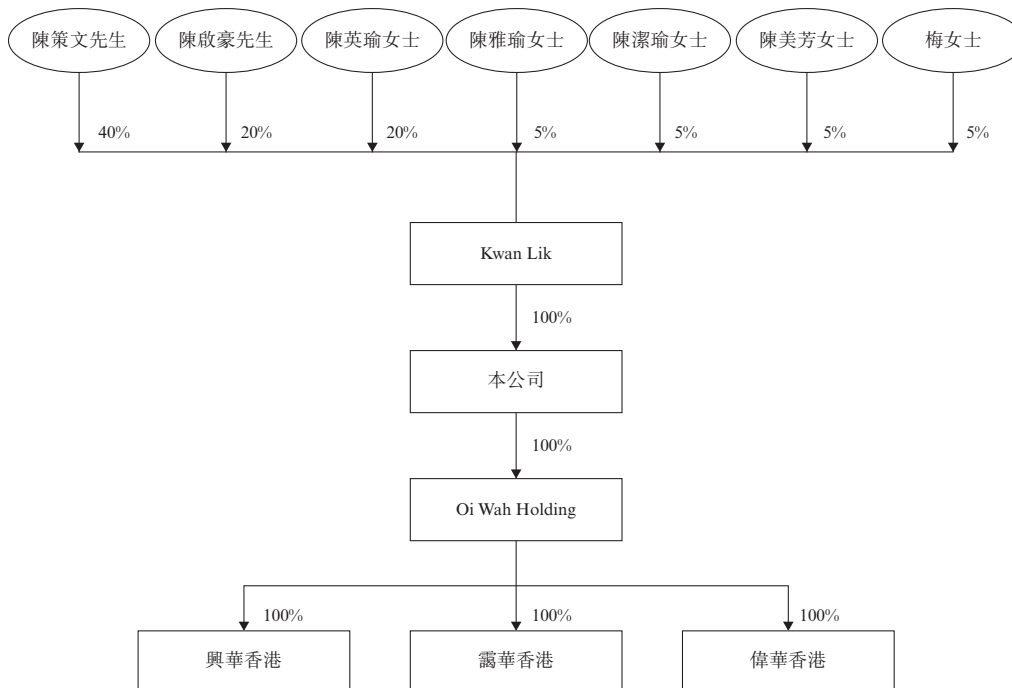 陳策文先生
陳啟豪先生
陳英瑜女士
陳雅瑜女士
陳潔瑜女士
陳美芳女士
梅女士
40%
20%
20%
5%
5%
5%
5%
Kwan Lik
100%
本公司
100%
Oi Wah Holding
100%
100%
100%
興華香港
靄華香港
偉華香港